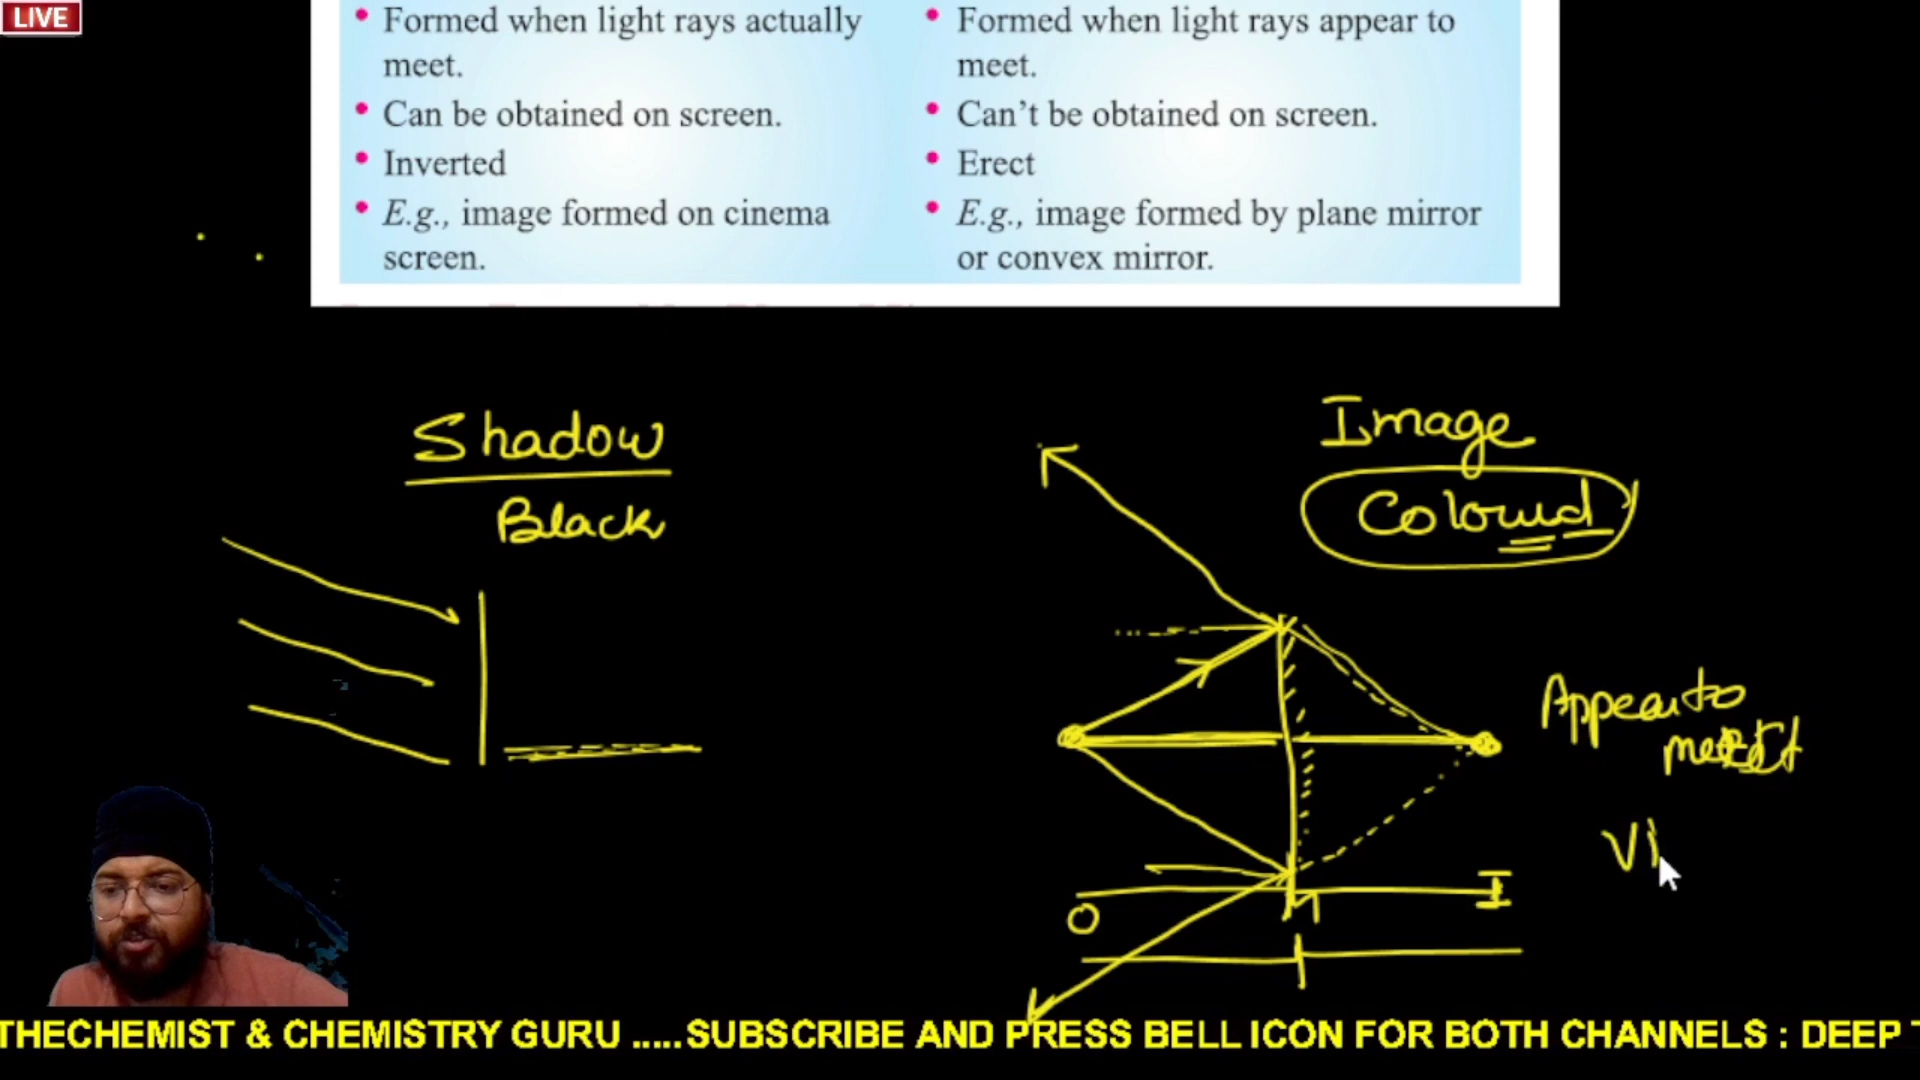 LIVE
• Formed when light rays actually
meet.
• Can be obtained on screen.
• Inverted
• E.g., image formed on cinema
screen.
• Formed when light rays appear to
meet.
• Can't be obtained on screen.
• Erect
• E.g., image formed by plane mirror
or convex mirror.
Shadow
Black
Image
Coloured
Appear to
O
I
Vi
THECHEMIST & CHEMISTRY GURU .....SUBSCRIBE AND PRESS BELL ICON FOR BOTH CHANNELS : DEEP